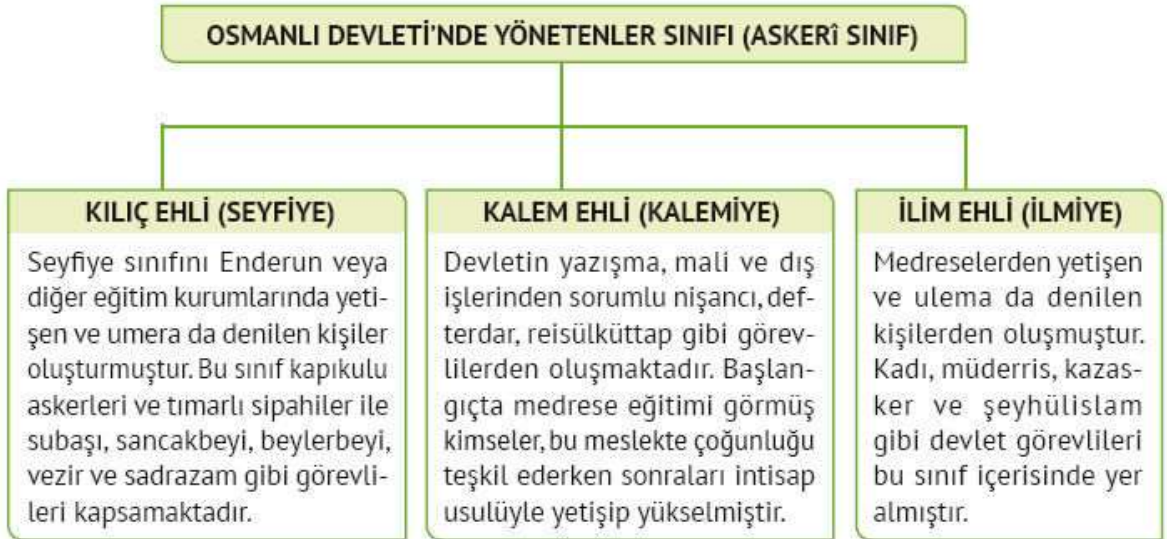 OSMANLI DEVLETİ'NDE YÖNETENLER SINIFI (ASKERî SINIF)
KILIÇ EHLİ (SEYFİYE)
Seyfiye sınıfını Enderun veya
diğer eğitim kurumlarında yeti-
şen ve umera da denilen kişiler
oluşturmuştur. Bu sınıf kapıkulu
askerleri ve tımarlı sipahiler ile
subaşı, sancakbeyi, beylerbeyi,
vezir ve sadrazam gibi görevli-
leri kapsamaktadır.
KALEM EHLİ (KALEMİYE)
Devletin yazışma, mali ve dış
işlerinden sorumlu nişancı, def-
terdar, reisülküttap gibi görev-
lilerden oluşmaktadır. Başlan-
gıçta medrese eğitimi görmüş
kimseler, bu meslekte çoğunluğu
teşkil ederken sonraları intisap
usulüyle yetişip yükselmiştir.
İLİM EHLİ (İLMİYE)
Medreselerden yetişen
ve ulema da denilen
kişilerden oluşmuştur.
Kadı, müderris, kazas-
ker ve şeyhülislam
gibi devlet görevlileri
bu sınıf içerisinde yer
almıştır.